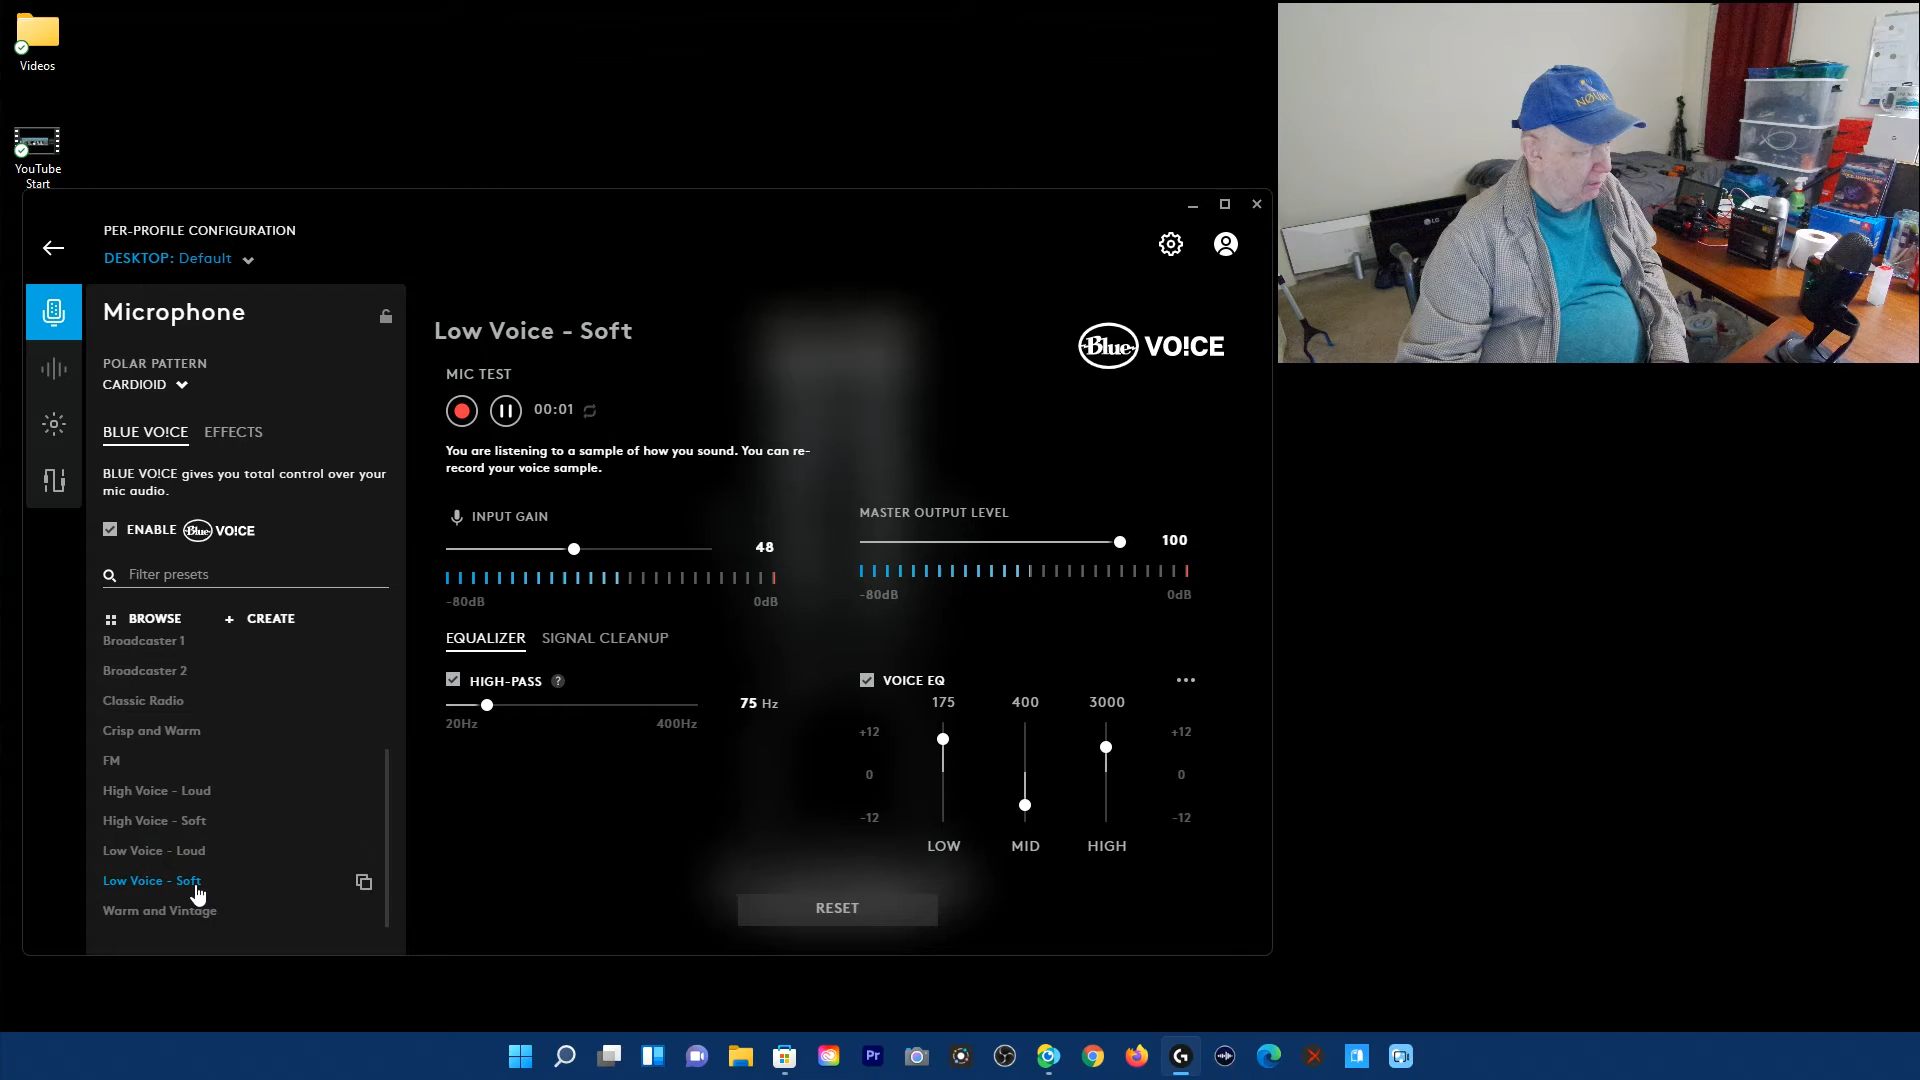 Videos
YouTube
Start
PER-PROFILE CONFIGURATION
DESKTOP: Default
Microphone
POLAR PATTERN
CARDIOID
BLUE VO!CE
EFFECTS
BLUE VO!CE gives you total control over your
mic audio.
ENABLE Blue VO!CE
Filter presets
BROWSE
+ CREATE
Broadcaster 1
Broadcaster 2
Classic Radio
Crisp and Warm
FM
High Voice - Loud
High Voice - Soft
Low Voice - Loud
Low Voice - Soft
Warm and Vintage
Low Voice - Soft
Blue VO!CE
MIC TEST
00:01
You are listening to a sample of how you sound. You can re-
record your voice sample.
INPUT GAIN
48
-80dB
0dB
MASTER OUTPUT LEVEL
100
-80dB
0dB
EQUALIZER
SIGNAL CLEANUP
HIGH-PASS ?
75 Hz
20Hz
400Hz
VOICE EQ
175
400
3000
+12
+12
0
0
-12
-12
LOW
MID
HIGH
RESET
LG
Pr